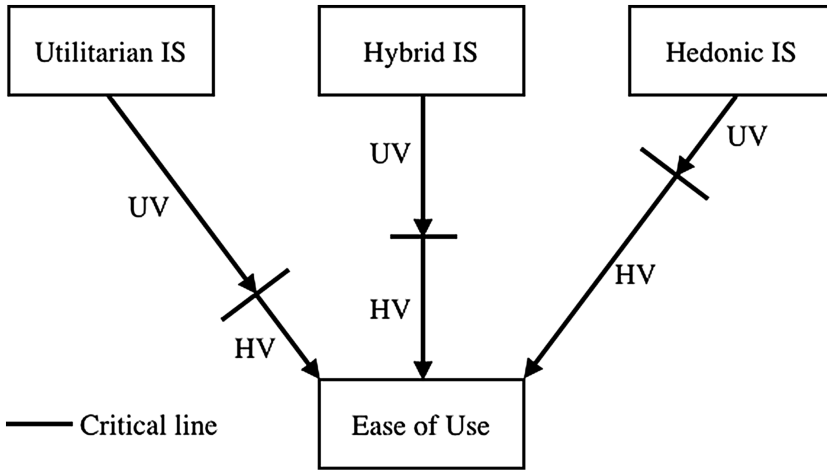 Utilitarian IS
Hybrid IS
Hedonic IS
UV
UV
UV
HV
HV
HV
Critical line
Ease of Use